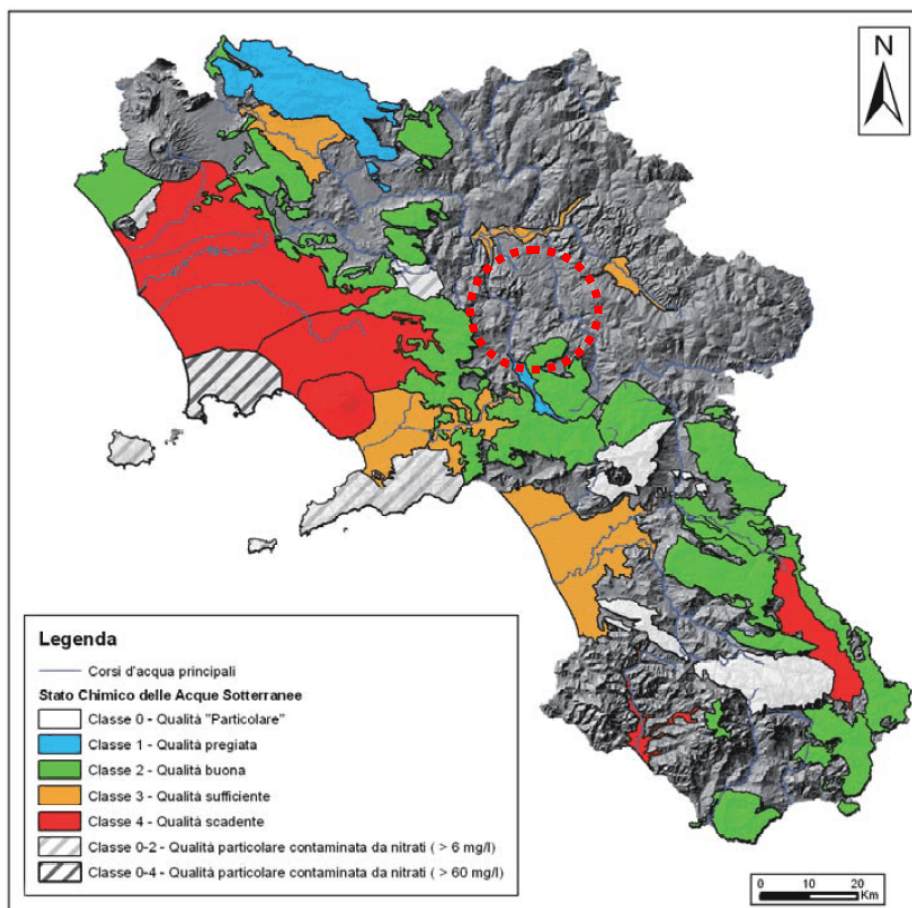 N
Legenda
Corsi d'acqua principali
Stato Chimico delle Acque Sotterranee
Classe 0 - Qualità "Particolare"
Classe 1 - Qualità pregiata
Classe 2 - Qualità buona
Classe 3 - Qualità sufficiente
Classe 4 - Qualità scadente
Classe 0-2 - Qualità particolare contaminata da nitrati ( > 6 mg/l)
Classe 0-4 - Qualità particolare contaminata da nitrati ( > 60 mg/l)
0 10 20
Km